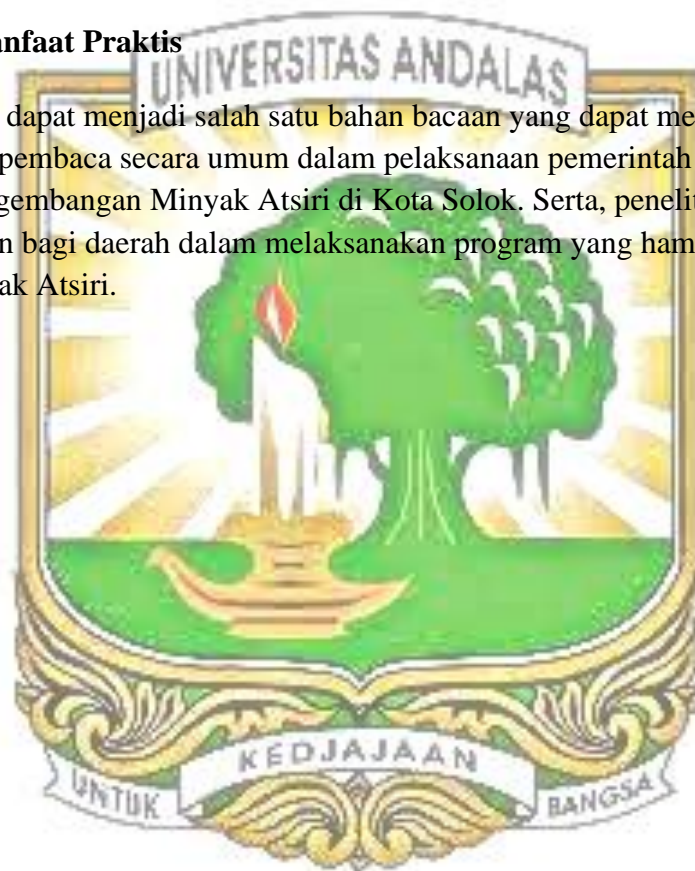 anfaat Praktis
UNIVERSITAS ANDALAS
dapat menjadi salah satu bahan bacaan yang dapat me
pembaca secara umum dalam pelaksanaan pemerintah
gembangan Minyak Atsiri di Kota Solok. Serta, penelit
n bagi daerah dalam melaksanakan program yang ham
ak Atsiri.
KEDJAJAAN
UNTUK BANGSA